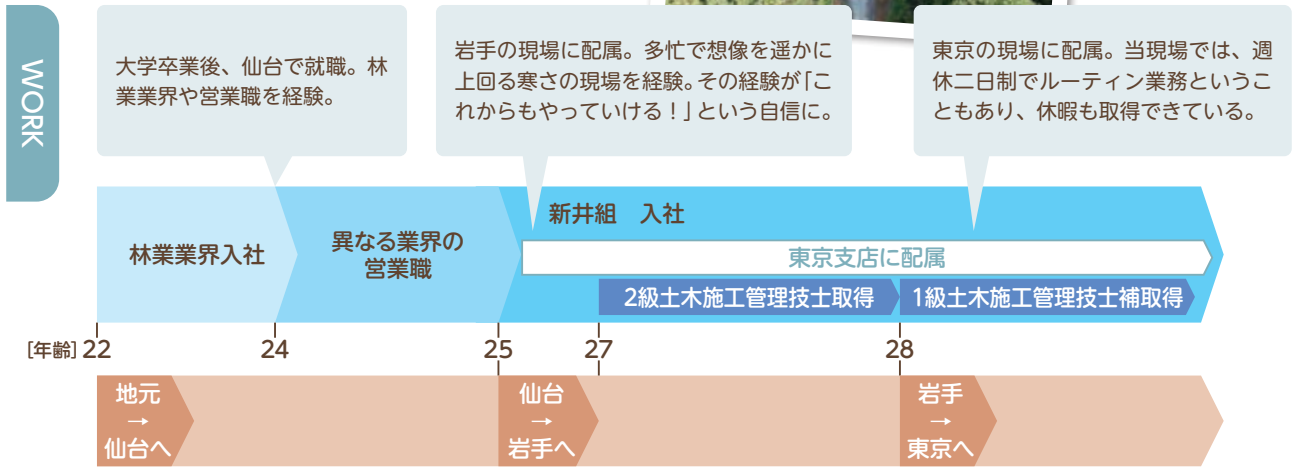 WORK
大学卒業後、仙台で就職。林
業業界や営業職を経験。
岩手の現場に配属。多忙で想像を遥かに
上回る寒さの現場を経験。その経験が「こ
れからもやっていける！」という自信に。
東京の現場に配属。当現場では、週
休二日制でルーティン業務というこ
ともあり、休暇も取得できている。
林業業界入社
異なる業界の
営業職
新井組　入社
東京支店に配属
2級土木施工管理技士取得
1級土木施工管理技士補取得
[年齢] 22 24 25 27 28
地元
→
仙台へ
仙台
→
岩手へ
岩手
→
東京へ